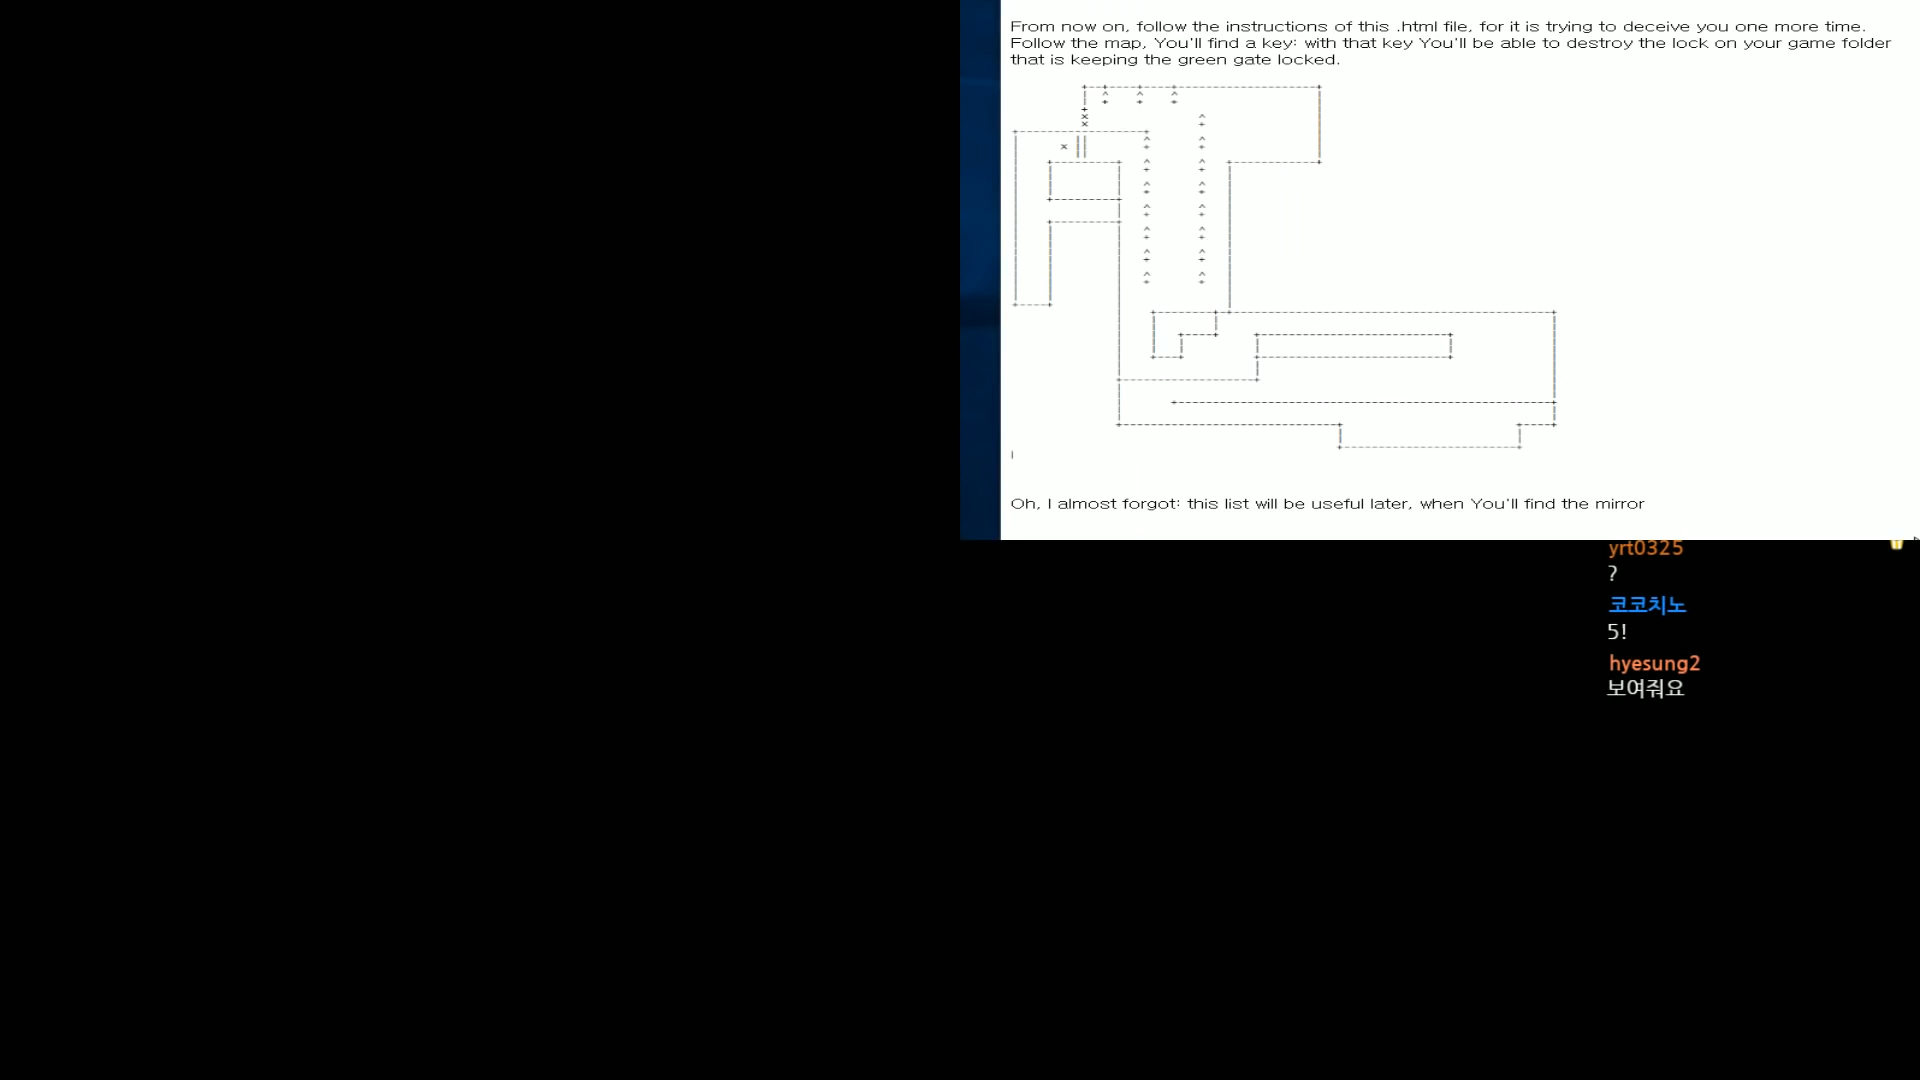 From now on, follow the instructions of this .html file, for it is trying to deceive you one more time.
Follow the map, You'll find a key: with that key You'll be able to destroy the lock on your game folder
that is keeping the green gate locked.
Oh, I almost forgot: this list will be useful later, when You'll find the mirror
yrt0325
?
코코치노
5!
hyesung2
보여줘요